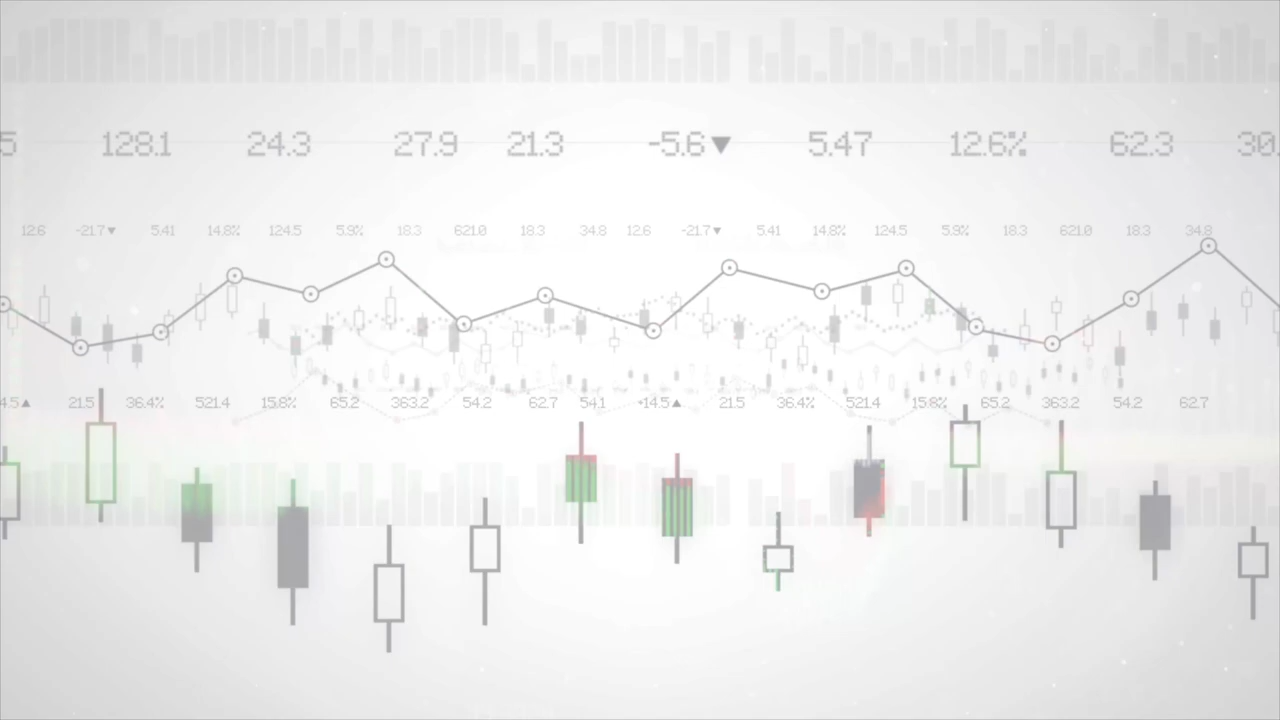 5 128.1 24.3 27.9 21.3 -5.6▼ 5.47 12.6% 62.3 30.
12.6 -21.7▼ 5.41 14.8% 124.5 5.9% 18.3 621.0 18.3 34.8 12.6 -21.7▼ 5.41 14.8% 124.5 5.9% 18.3 621.0 18.3 34.8
4.5▲ 21.5 36.4% 521.4 15.8% 65.2 363.2 54.2 62.7 54.1 14.5▲ 21.5 36.4% 521.4 15.8% 65.2 363.2 54.2 62.7